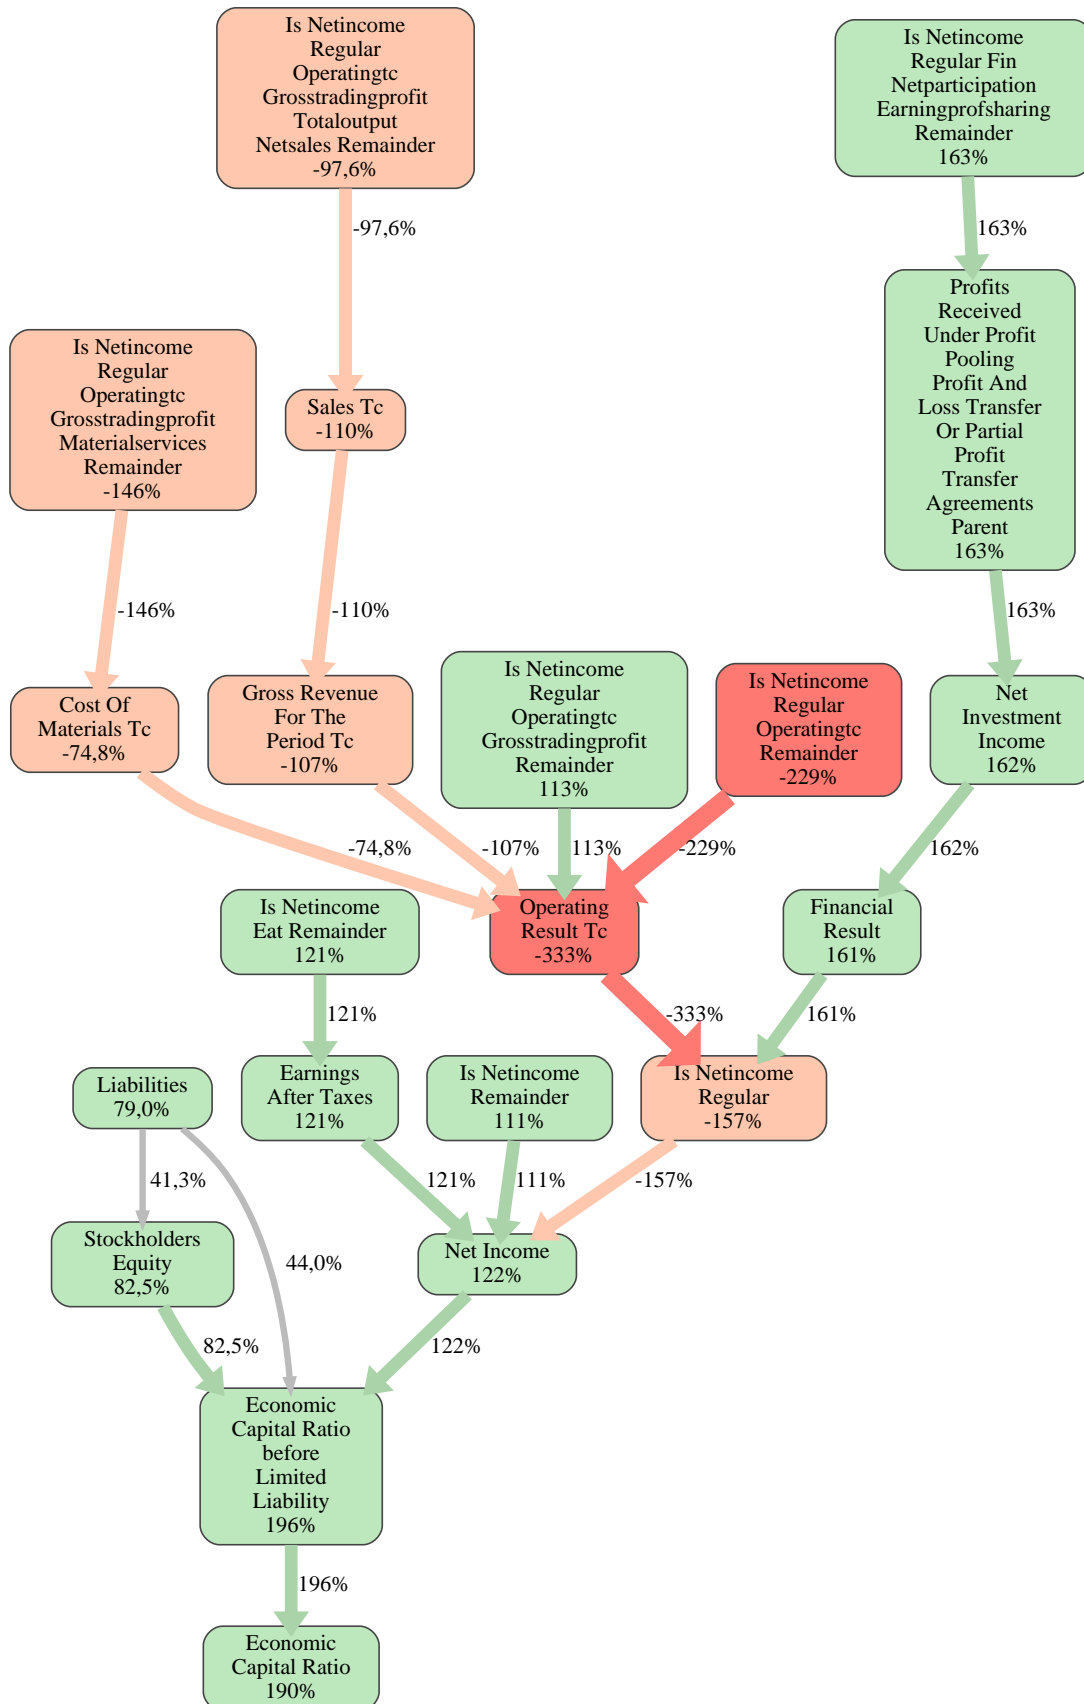 Is Netincome
Regular
Operatingtc
Grosstradingprofit
Totaloutput
Netsales Remainder
-97,6%
Is Netincome
Regular Fin
Netparticipation
Earningprofsharing
Remainder
163%
-97,6%
163%
Profits
Received
Under Profit
Pooling
Profit And
Loss Transfer
Or Partial
Profit
Transfer
Agreements
Parent
163%
Is Netincome
Regular
Operatingtc
Grosstradingprofit
Materialservices
Remainder
-146%
Sales Tc
-110%
-146%
-110%
163%
Cost Of
Materials Tc
-74,8%
Gross Revenue
For The
Period Tc
-107%
Is Netincome
Regular
Operatingtc
Grosstradingprofit
Remainder
113%
Is Netincome
Regular
Operatingtc
Remainder
-229%
Net
Investment
Income
162%
-74,8%
-107%
113%
-229%
162%
Is Netincome
Eat Remainder
121%
Operating
Result Tc
-333%
Financial
Result
161%
121%
-333%
161%
Liabilities
79,0%
Earnings
After Taxes
121%
Is Netincome
Remainder
111%
Is Netincome
Regular
-157%
41,3%
121%
111%
-157%
Stockholders
Equity
82,5%
44,0%
Net Income
122%
82,5%
122%
Economic
Capital Ratio
before
Limited
Liability
196%
196%
Economic
Capital Ratio
190%